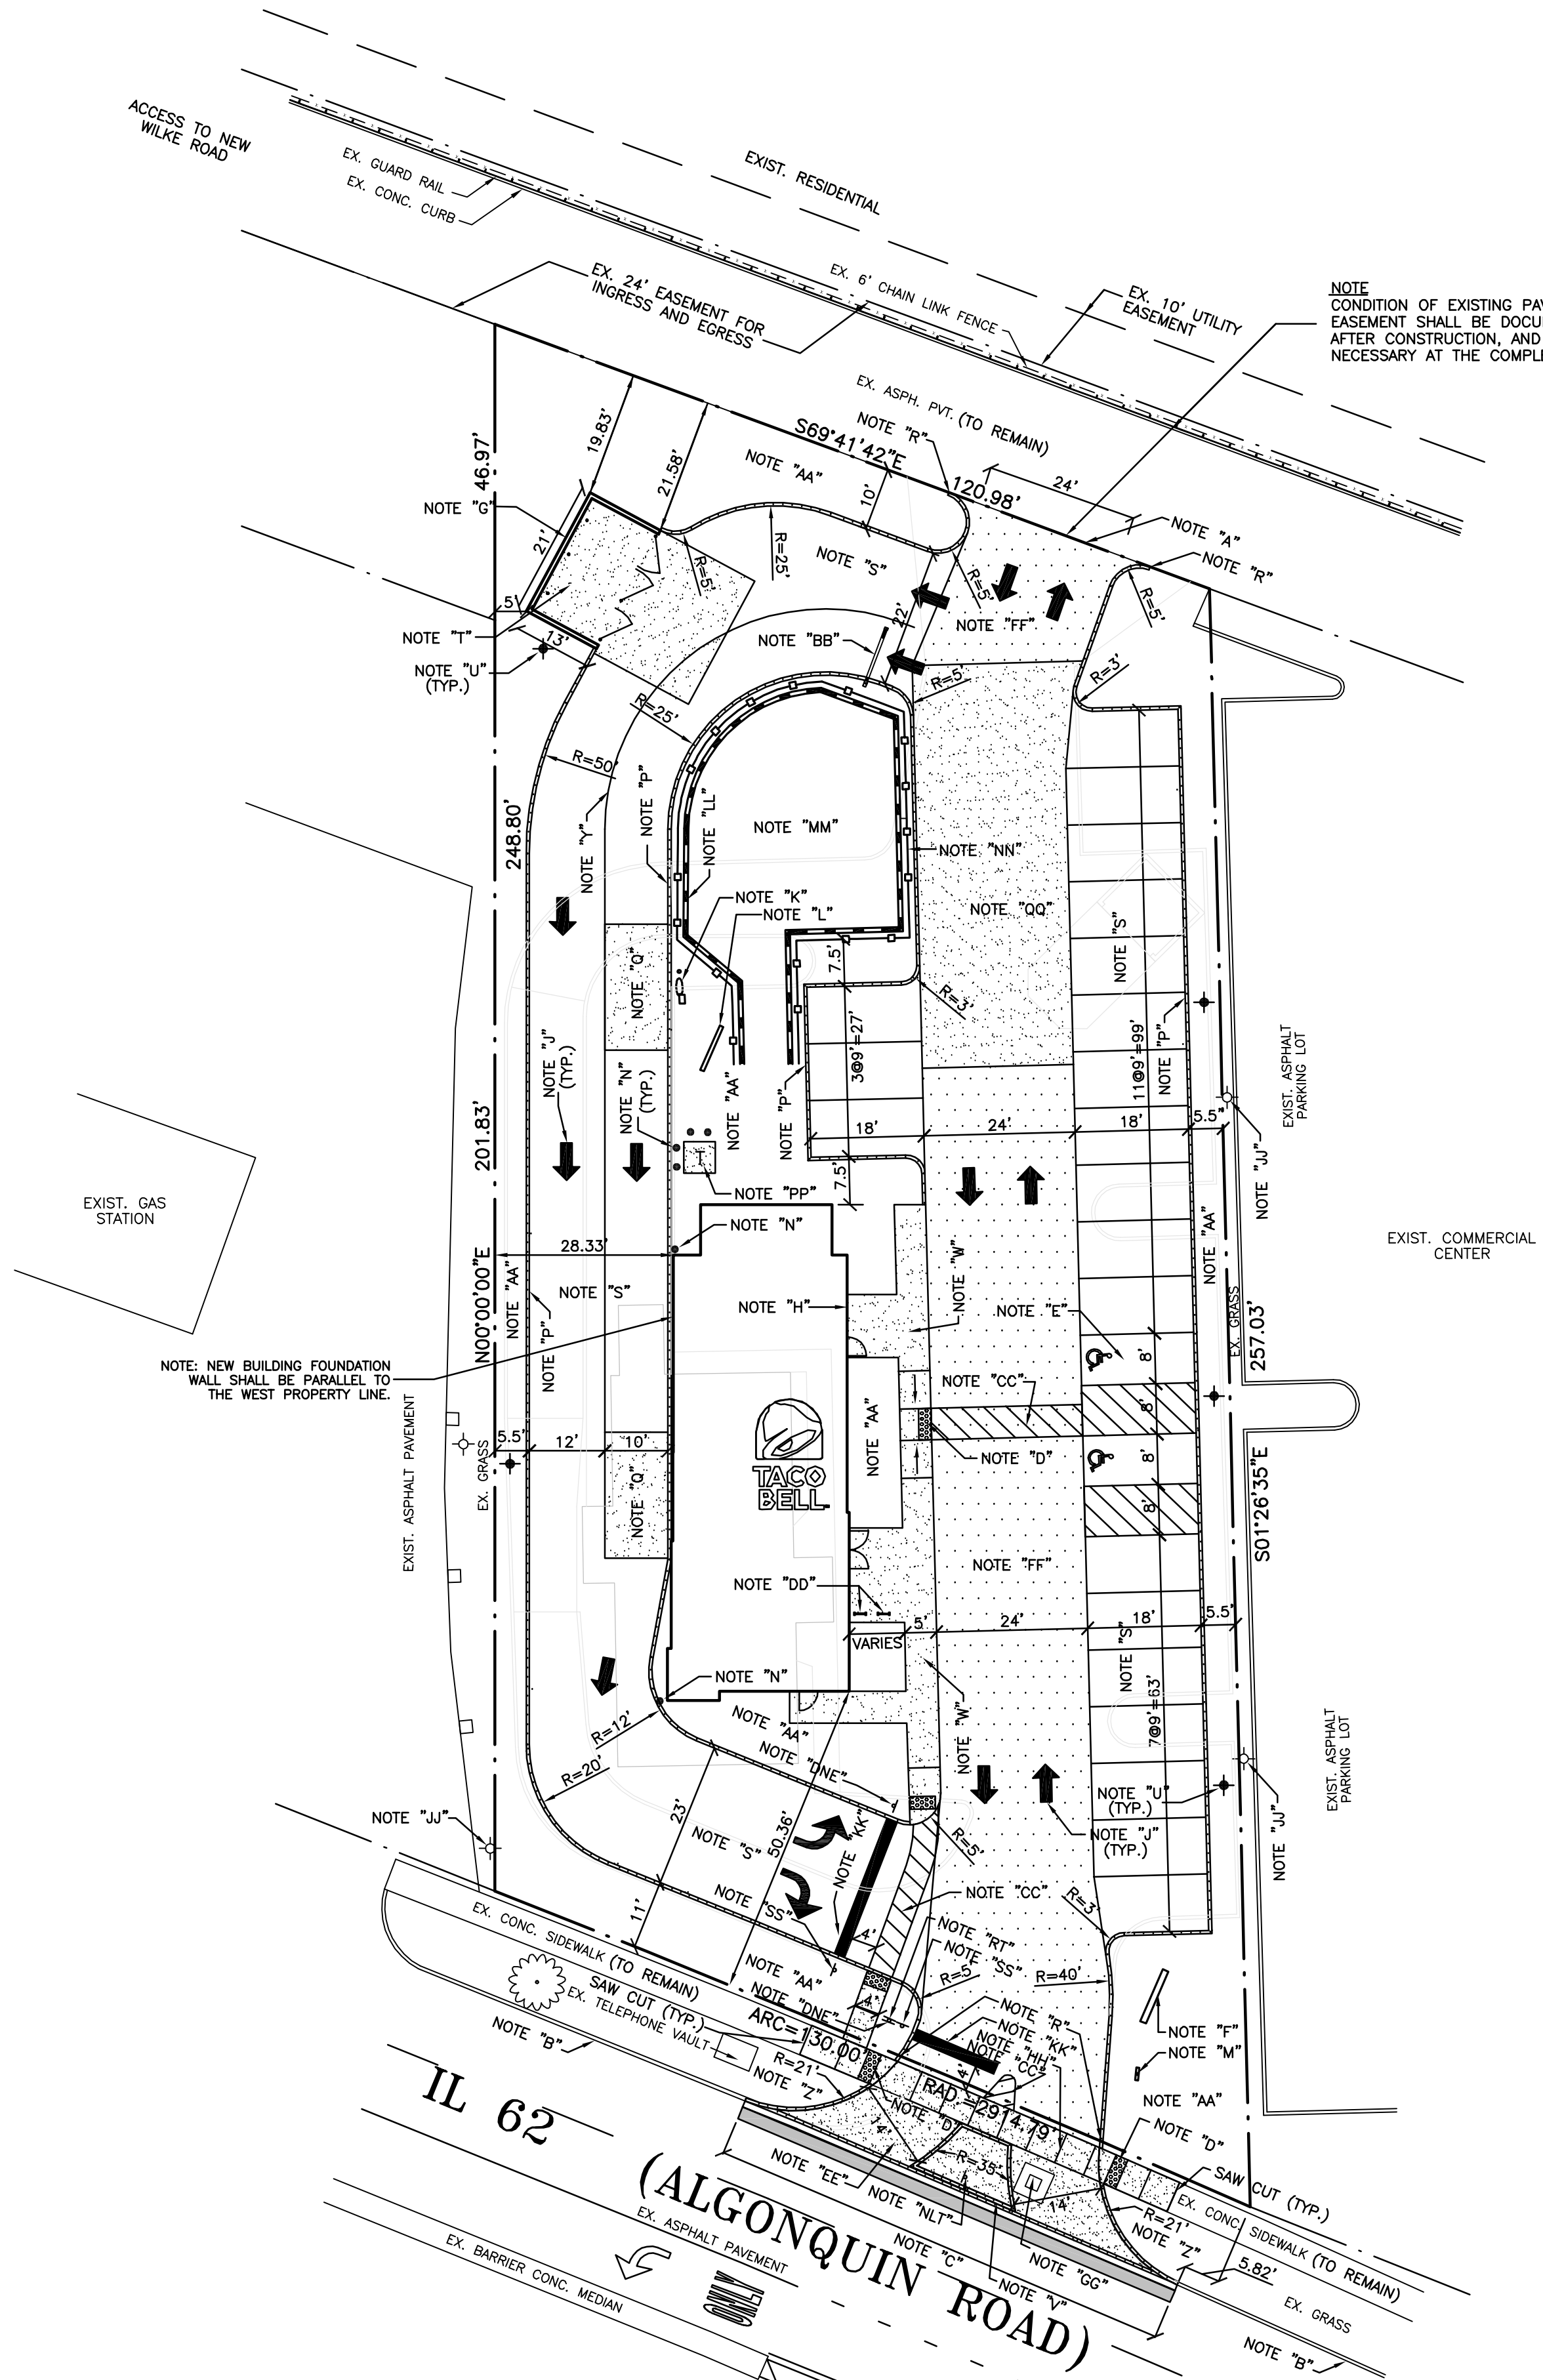 ACCESS TO NEW
WILKE ROAD
EX. GUARD RAIL
EX. CONC. CURB
EXIST. RESIDENTIAL
EX. 24' EASEMENT FOR
INGRESS AND EGRESS
EX. 6' CHAIN LINK FENCE
EX. 10' UTILITY
EASEMENT
NOTE
CONDITION OF EXISTING PAV
EASEMENT SHALL BE DOCU
AFTER CONSTRUCTION, AND
NECESSARY AT THE COMPLE
EX. ASPH. PVT. (TO REMAIN)
NOTE "R"
S69°41'42"E
120.98'
24'
NOTE "AA"
10'
19.83'
21.58'
46.97'
NOTE "G"
21'
5'
NOTE "T"
13'
NOTE "U"
(TYP.)
R=5'
R=25'
NOTE "S"
22'
R=5'
NOTE "A"
NOTE "R"
R=5'
NOTE "FF"
NOTE "BB"
R=5'
R=3'
R=25'
R=50'
NOTE "P"
NOTE "Y"
NOTE "LL"
NOTE "MM"
NOTE "NN"
248.80'
NOTE "K"
NOTE "L"
NOTE "QQ"
NOTE "S"
NOTE "Q"
7.5'
R=3'
3@9'=27'
11@9'=99'
NOTE "P"
NOTE "J"
(TYP.)
NOTE "N"
(TYP.)
NOTE "AA"
NOTE "P"
EXIST. ASPHALT
PARKING LOT
201.83'
18'
24'
18'
5.5'
NOTE "JJ"
T
7.5'
NOTE "PP"
EXIST. GAS
STATION
NOTE "N"
28.33'
NOTE "AA"
NOTE "S"
N00°00'00"E
NOTE "P"
NOTE "H"
NOTE "W"
NOTE "E"
NOTE "AA"
EXIST. COMMERCIAL
CENTER
EX. GRASS
257.03'
NOTE: NEW BUILDING FOUNDATION
WALL SHALL BE PARALLEL TO
THE WEST PROPERTY LINE.
8'
NOTE "CC"
8'
NOTE "AA"
NOTE "D"
8'
8'
TACO
BELL
EXIST. ASPHALT PAVEMENT
EX. GRASS
5.5'
12'
10'
NOTE "Q"
S01°26'35"E
NOTE "FF"
NOTE "DD"
VARIES
5'
24'
18'
5.5'
NOTE "S"
NOTE "N"
NOTE "AA"
NOTE "W"
7@9'=63'
R=12'
R=20'
NOTE "DNE"
NOTE "U"
(TYP.)
NOTE "J"
(TYP.)
EXIST. ASPHALT
PARKING LOT
NOTE "JJ"
NOTE "JJ"
23'
NOTE "S"
50.36'
NOTE "KK"
R=5'
NOTE "CC"
R=3'
11'
NOTE "SS"
4'
NOTE "RT"
NOTE "SS"
R=5'
R=40'
EX. CONC. SIDEWALK (TO REMAIN)
SAW CUT (TYP.)
EX. TELEPHONE VAULT
NOTE "B"
NOTE "AA"
NOTE "DNE"
4'
ARC=130.00'
NOTE "R"
NOTE "KK"
NOTE "HH"
NOTE "CC"
4'
NOTE "F"
NOTE "M"
NOTE "AA"
R=21'
NOTE "Z"
RAD.=2914.79'
NOTE "D"
14'
R=35'
NOTE "D"
SAW CUT (TYP.)
NOTE "EE"
NOTE "NLT"
14'
R=21'
NOTE "Z"
EX. CONC. SIDEWALK (TO REMAIN)
NOTE "C"
NOTE "GG"
NOTE "V"
5.82'
EX. GRASS
NOTE "B"
IL 62
(ALGONQUIN ROAD)
EX. ASPHALT PAVEMENT
EX. BARRIER CONC. MEDIAN
ONLY